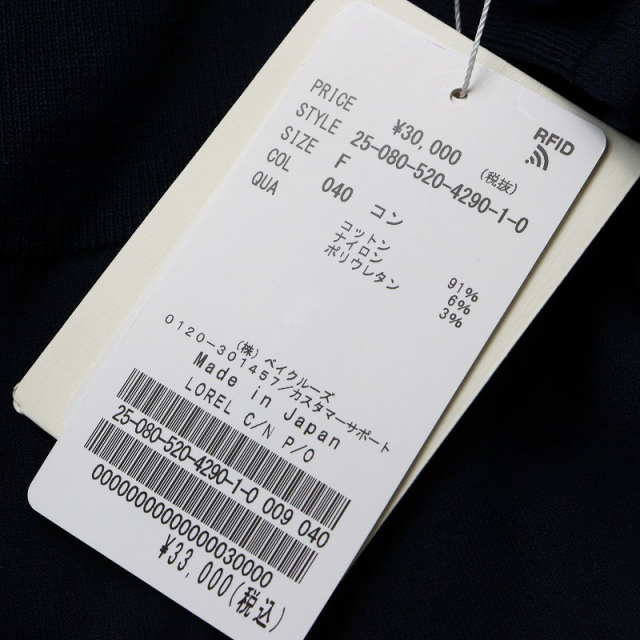 RFID
PRICE ¥30,000 (税抜)
STYLE 25-080-520-4290-1-0
SIZE F
COL 040 コン
QUA コットン 91%
ナイロン 6%
ポリウレタン 3%
(株)ベイクルーズ
0120-301457/カスタマーサポート
Made in Japan
LOREL C/N P/O
25-080-520-4290-1-0 009 040
0000000000000000030000
¥33,000(税込)